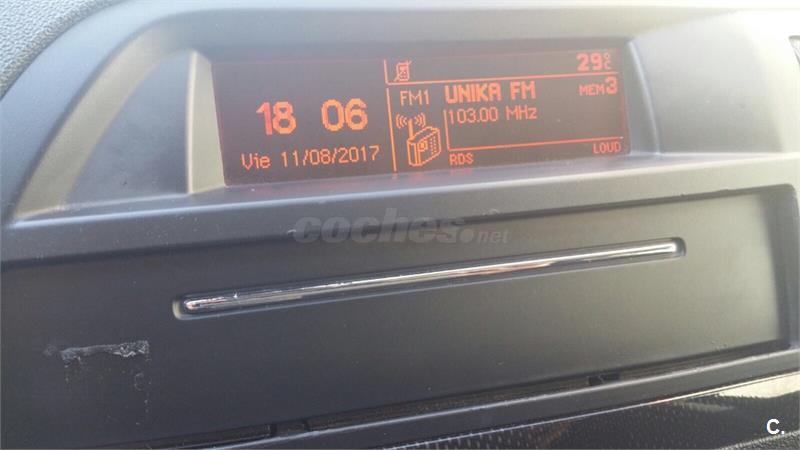 29°C
18 06
FM1 UNIKA FM MEM3
103.00 MHz
Vie 11/08/2017
RDS LOUD
coches.net
C.